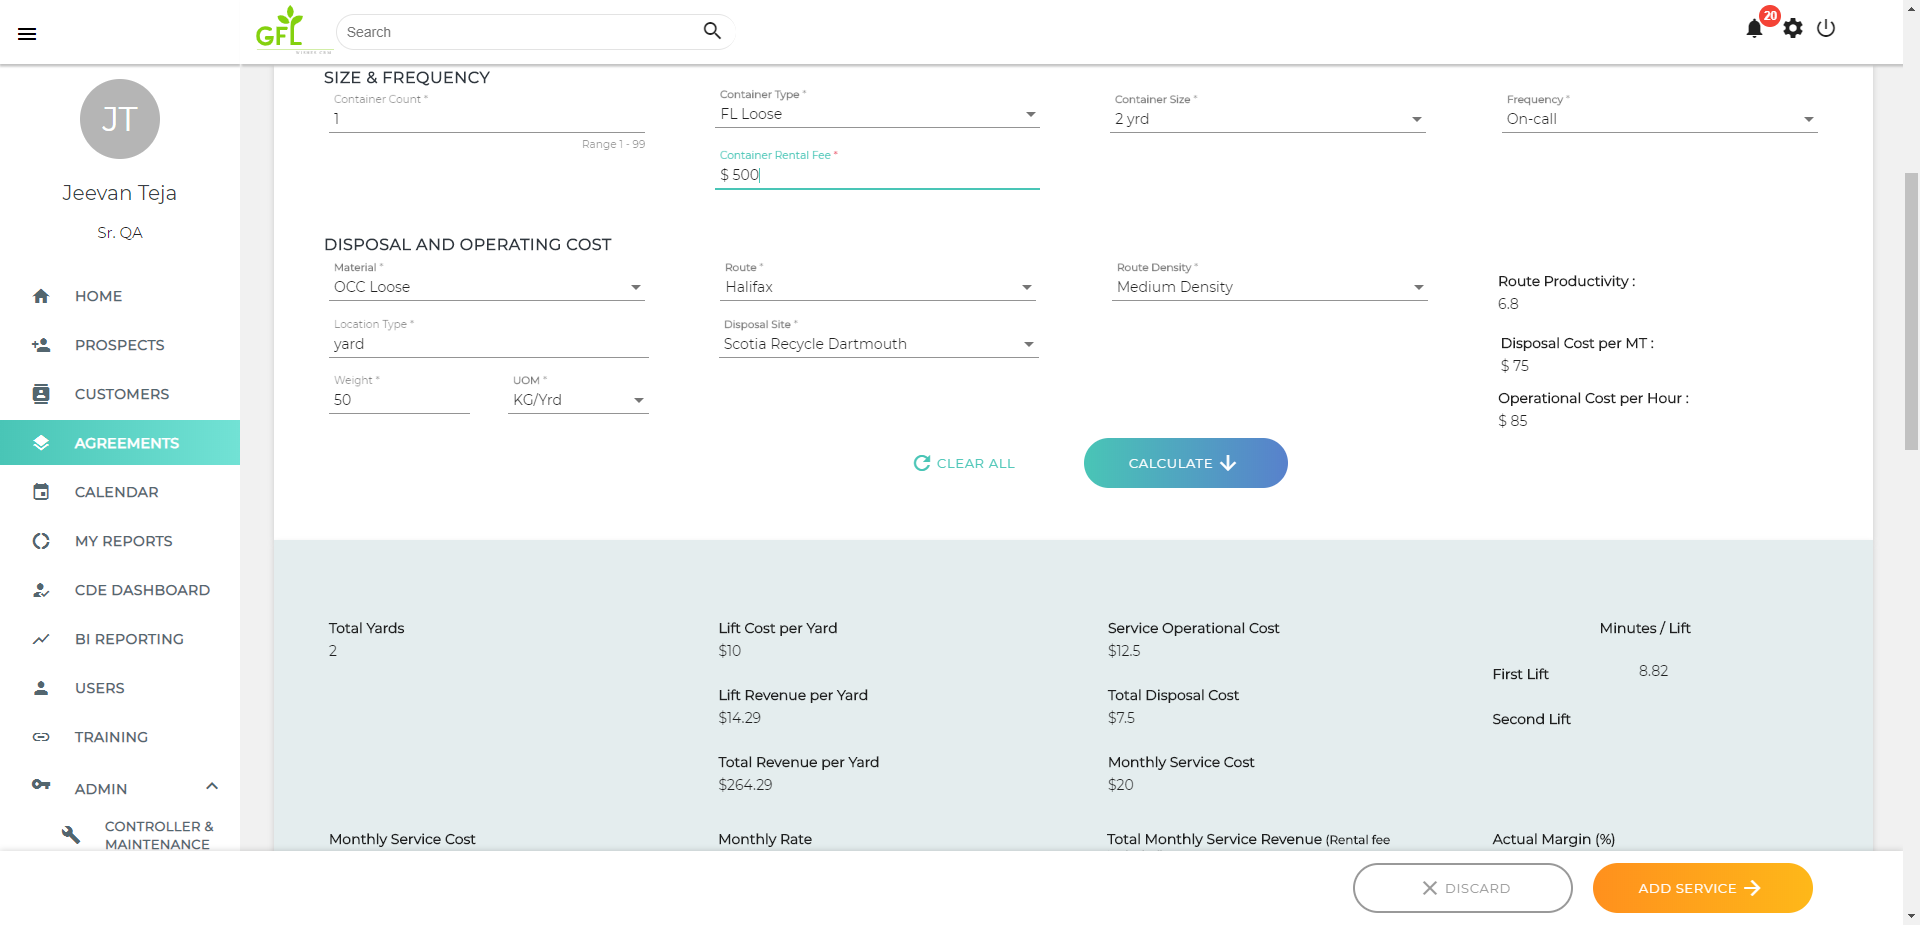 GFL
Search
20
JT
Jeevan Teja
Sr. QA
HOME
PROSPECTS
CUSTOMERS
AGREEMENTS
CALENDAR
MY REPORTS
CDE DASHBOARD
BI REPORTING
USERS
TRAINING
ADMIN
CONTROLLER &
MAINTENANCE
SIZE & FREQUENCY
Container Count *
1
Range 1 - 99
Container Type *
FL Loose
Container Size *
2 yrd
Frequency *
On-call
Container Rental Fee *
$ 500
DISPOSAL AND OPERATING COST
Material *
OCC Loose
Route *
Halifax
Route Density *
Medium Density
Route Productivity :
6.8
Location Type *
yard
Disposal Site *
Scotia Recycle Dartmouth
Disposal Cost per MT :
$ 75
Weight *
50
UOM *
KG/Yrd
Operational Cost per Hour :
$ 85
CLEAR ALL
CALCULATE
Total Yards
2
Lift Cost per Yard
$10
Service Operational Cost
$12.5
Minutes / Lift
First Lift
8.82
Lift Revenue per Yard
$14.29
Total Disposal Cost
$7.5
Second Lift
Total Revenue per Yard
$264.29
Monthly Service Cost
$20
Monthly Service Cost
Monthly Rate
Total Monthly Service Revenue (Rental fee
Actual Margin (%)
DISCARD
ADD SERVICE